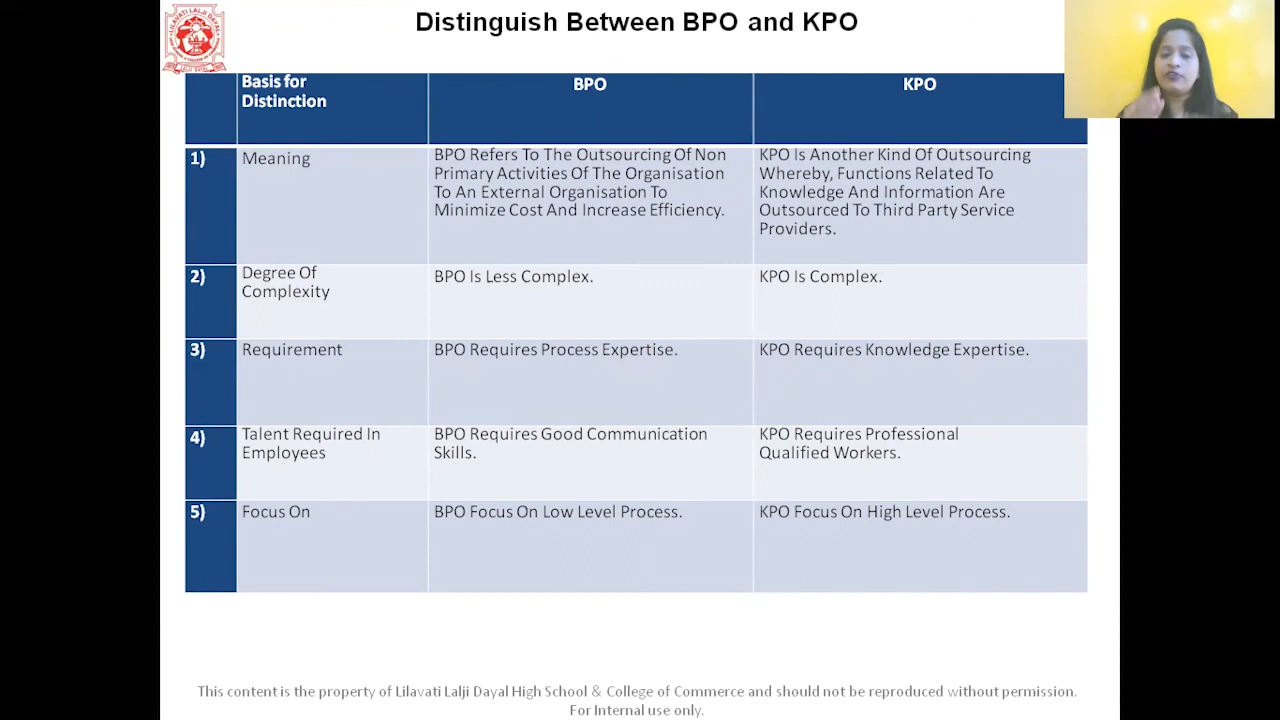 Distinguish Between BPO and KPO
Basis for
Distinction
BPO
KPO
1)
Meaning
BPO Refers To The Outsourcing Of Non
Primary Activities Of The Organisation
To An External Organisation To
Minimize Cost And Increase Efficiency.
KPO Is Another Kind Of Outsourcing
Whereby, Functions Related To
Knowledge And Information Are
Outsourced To Third Party Service
Providers.
2)
Degree Of
Complexity
BPO Is Less Complex.
KPO Is Complex.
3)
Requirement
BPO Requires Process Expertise.
KPO Requires Knowledge Expertise.
4)
Talent Required In
Employees
BPO Requires Good Communication
Skills.
KPO Requires Professional
Qualified Workers.
5)
Focus On
BPO Focus On Low Level Process.
KPO Focus On High Level Process.
This content is the property of Lilavati Lalji Dayal High School & College of Commerce and should not be reproduced without permission.
For Internal use only.